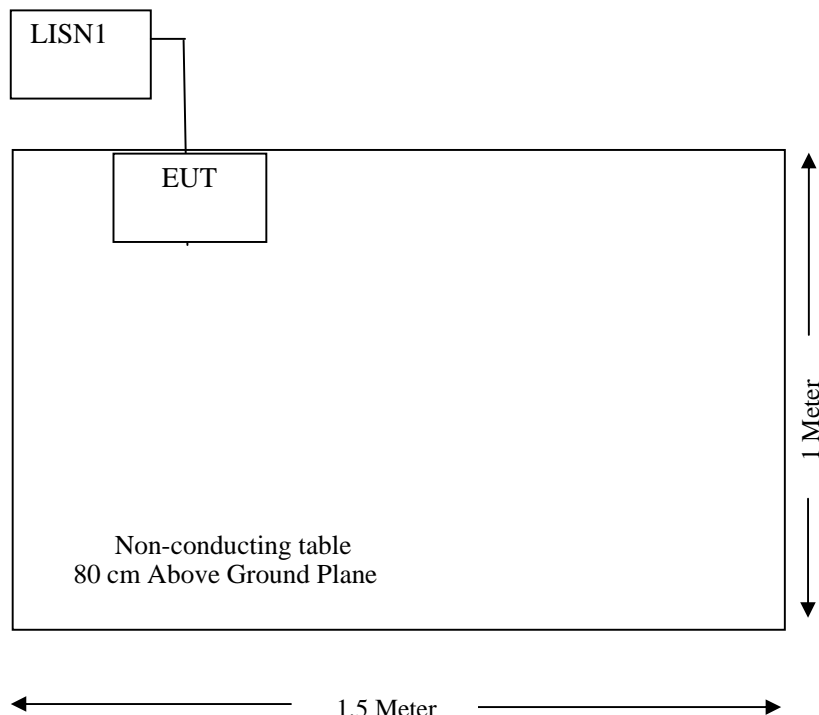 LISN1
EUT
1 Meter
Non-conducting table
80 cm Above Ground Plane
1.5 Meter